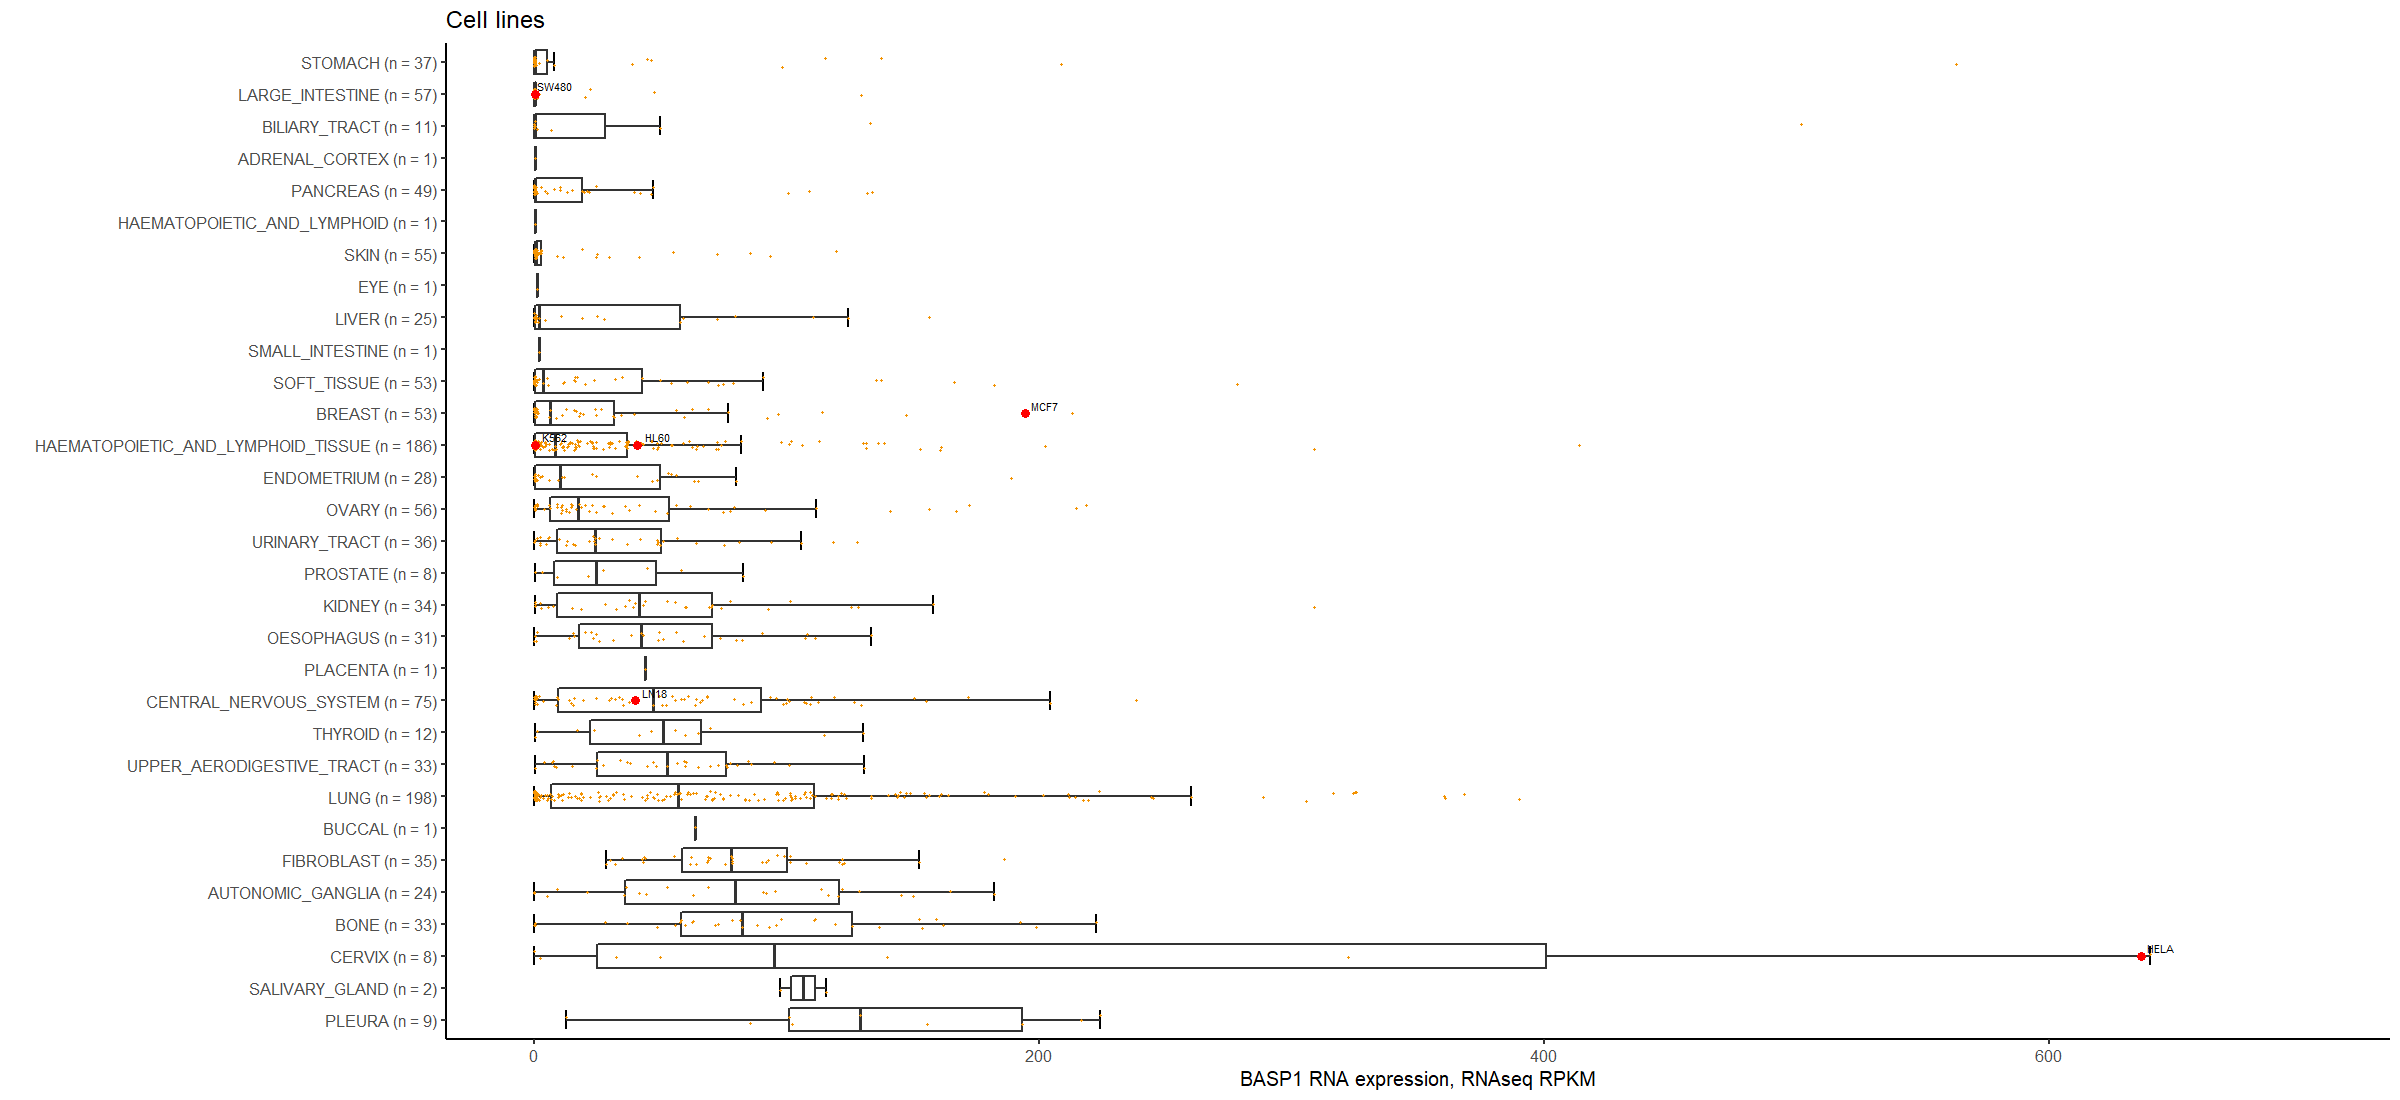 Cell lines
STOMACH (n = 37)
LARGE_INTESTINE (n = 57)
SW480
BILIARY_TRACT (n = 11)
ADRENAL_CORTEX (n = 1)
PANCREAS (n = 49)
HAEMATOPOIETIC_AND_LYMPHOID (n = 1)
SKIN (n = 55)
EYE (n = 1)
LIVER (n = 25)
SMALL_INTESTINE (n = 1)
SOFT_TISSUE (n = 53)
BREAST (n = 53)
MCF7
HAEMATOPOIETIC_AND_LYMPHOID_TISSUE (n = 186)
K562
HL60
ENDOMETRIUM (n = 28)
OVARY (n = 56)
URINARY_TRACT (n = 36)
PROSTATE (n = 8)
KIDNEY (n = 34)
OESOPHAGUS (n = 31)
PLACENTA (n = 1)
CENTRAL_NERVOUS_SYSTEM (n = 75)
LN18
THYROID (n = 12)
UPPER_AERODIGESTIVE_TRACT (n = 33)
LUNG (n = 198)
BUCCAL (n = 1)
FIBROBLAST (n = 35)
AUTONOMIC_GANGLIA (n = 24)
BONE (n = 33)
CERVIX (n = 8)
HELA
SALIVARY_GLAND (n = 2)
PLEURA (n = 9)
0
200
400
600
BASP1 RNA expression, RNAseq RPKM